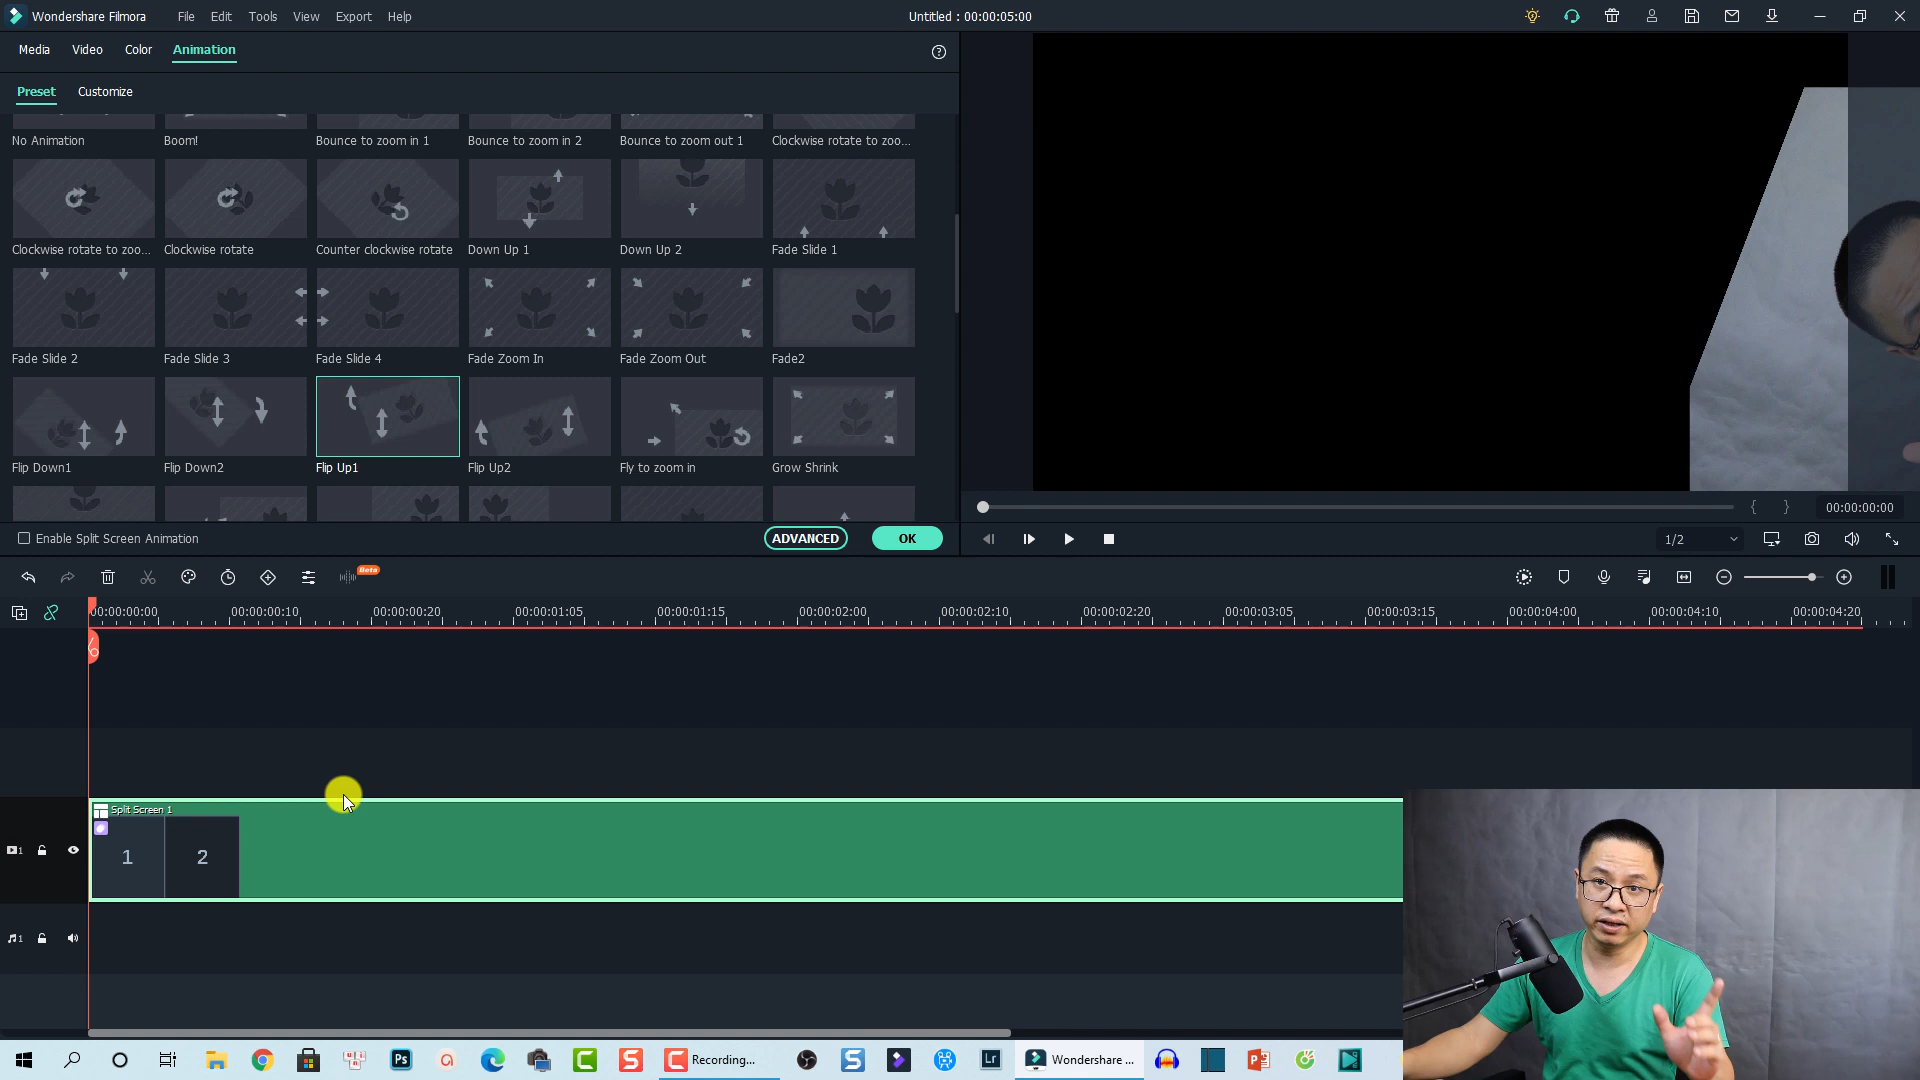 Wondershare Filmora File Edit Tools View Export Help Untitled : 00:00:05:00
Media Video Color Animation
Preset Customize
No Animation Boom! Bounce to zoom in 1 Bounce to zoom in 2 Bounce to zoom out 1 Clockwise rotate to zoo...
Clockwise rotate to zoo... Clockwise rotate Counter clockwise rotate Down Up 1 Down Up 2 Fade Slide 1
Fade Slide 2 Fade Slide 3 Fade Slide 4 Fade Zoom In Fade Zoom Out Fade2
Flip Down1 Flip Down2 Flip Up1 Flip Up2 Fly to zoom in Grow Shrink
00:00:00:00
Enable Split Screen Animation ADVANCED OK 1/2
Beta
00:00:00:00 00:00:00:10 00:00:00:20 00:00:01:05 00:00:01:15 00:00:02:00 00:00:02:10 00:00:02:20 00:00:03:05 00:00:03:15 00:00:04:00 00:00:04:10 00:00:04:20
Split Screen 1
1 1 2
1
Ps Recording... Lr Wondershare ...